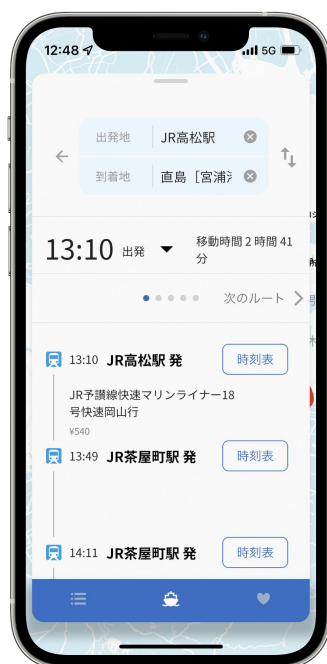 12:48
5G
出発地 JR高松駅
到着地 直島［宮浦
13:10 出発 移動時間 2 時間 41
分
次のルート
13:10 JR高松駅 発 時刻表
JR予讃線快速マリンライナー18
号快速岡山行
¥540
13:49 JR茶屋町駅 発 時刻表
14:11 JR茶屋町駅 発 時刻表